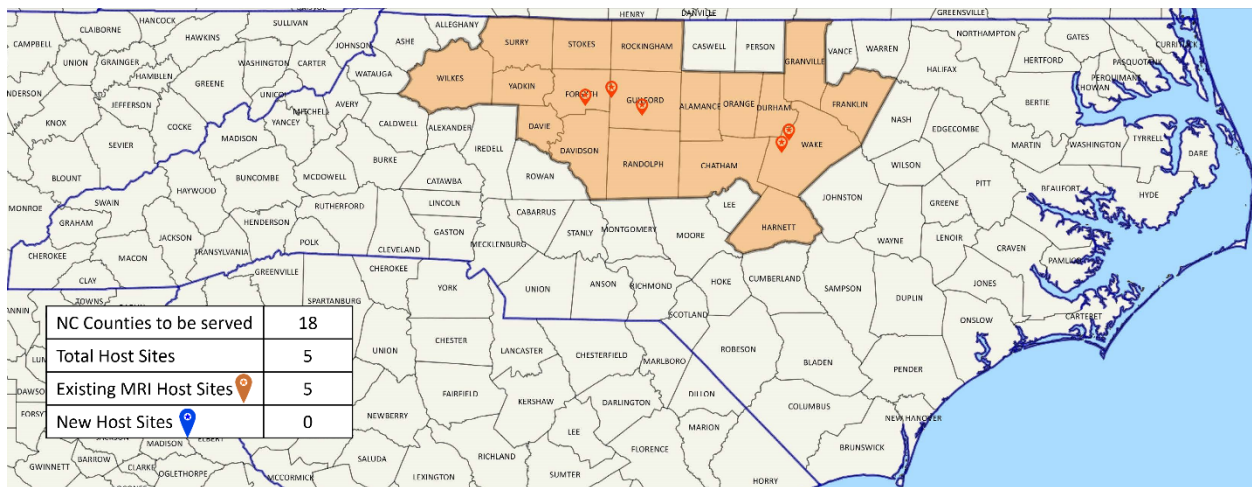 HENRY
DANVILLE
GREENSVILLE
CLAIBORNE
HANCOCK
SULLIVAN
ALLEGHANY
CAMPBELL
HAWKINS
JOHNSON
ASHE
SURRY
STOKES
ROCKINGHAM
CASWELL
PERSON
VANCE
WARREN
NORTHAMPTON
GATES
CURRITUCK
UNION
GRAINGER
WASHINGTON
CARTER
HERTFORD
PASQUOTANK
HAMBLEN
GREENE
WATAUGA
WILKES
GRANVILLE
HALIFAX
PERQUIMANS
UNICOI
YADKIN
CHOWAN
JEFFERSON
MITCHELL
AVERY
FORSYTH
GUILFORD
ALAMANCE
ORANGE
DURHAM
FRANKLIN
BERTIE
KNOX
COCKE
YANCEY
CALDWELL
ALEXANDER
DAVIE
NASH
EDGECOMBE
TYRRELL
SEVIER
MADISON
IREDELL
DAVIDSON
WAKE
MARTIN
WASHINGTON
DARE
BURKE
RANDOLPH
CHATHAM
WILSON
BLOUNT
BUNCOMBE
MCDOWELL
CATAWBA
ROWAN
PITT
HAYWOOD
BEAUFORT
HYDE
MONROE
SWAIN
RUTHERFORD
LINCOLN
CABARRUS
LEE
JOHNSTON
GREENE
GRAHAM
HENDERSON
GASTON
STANLY
MONTGOMERY
MOORE
HARNETT
WAYNE
LENOIR
CRAVEN
JACKSON
POLK
CLEVELAND
MECKLENBURG
CHEROKEE
MACON
TRANSYLVANIA
PAMLICO
CLAY
GREENVILLE
CHEROKEE
UNION
ANSON
RICHMOND
HOKE
CUMBERLAND
SAMPSON
DUPLIN
JONES
TOWNS
SPARTANBURG
YORK
SCOTLAND
ONSLOW
CARTERET
NC Counties to be served 18
UNION
CHESTER
LANCASTER
CHESTERFIELD
MARLBORO
ROBESON
BLADEN
Total Host Sites 5
PENDER
Existing MRI Host Sites 5
FAIRFIELD
KERSHAW
DARLINGTON
DILLON
COLUMBUS
New Host Sites 0
NEWBERRY
NEW HANOVER
LEE
MARION
MADISON
ELBERT
FLORENCE
BRUNSWICK
GWINNETT
BARROW
CLARKE
OGLETHORPE
SALUDA
RICHLAND
MCCORMICK
LEXINGTON
SUMTER
HORRY